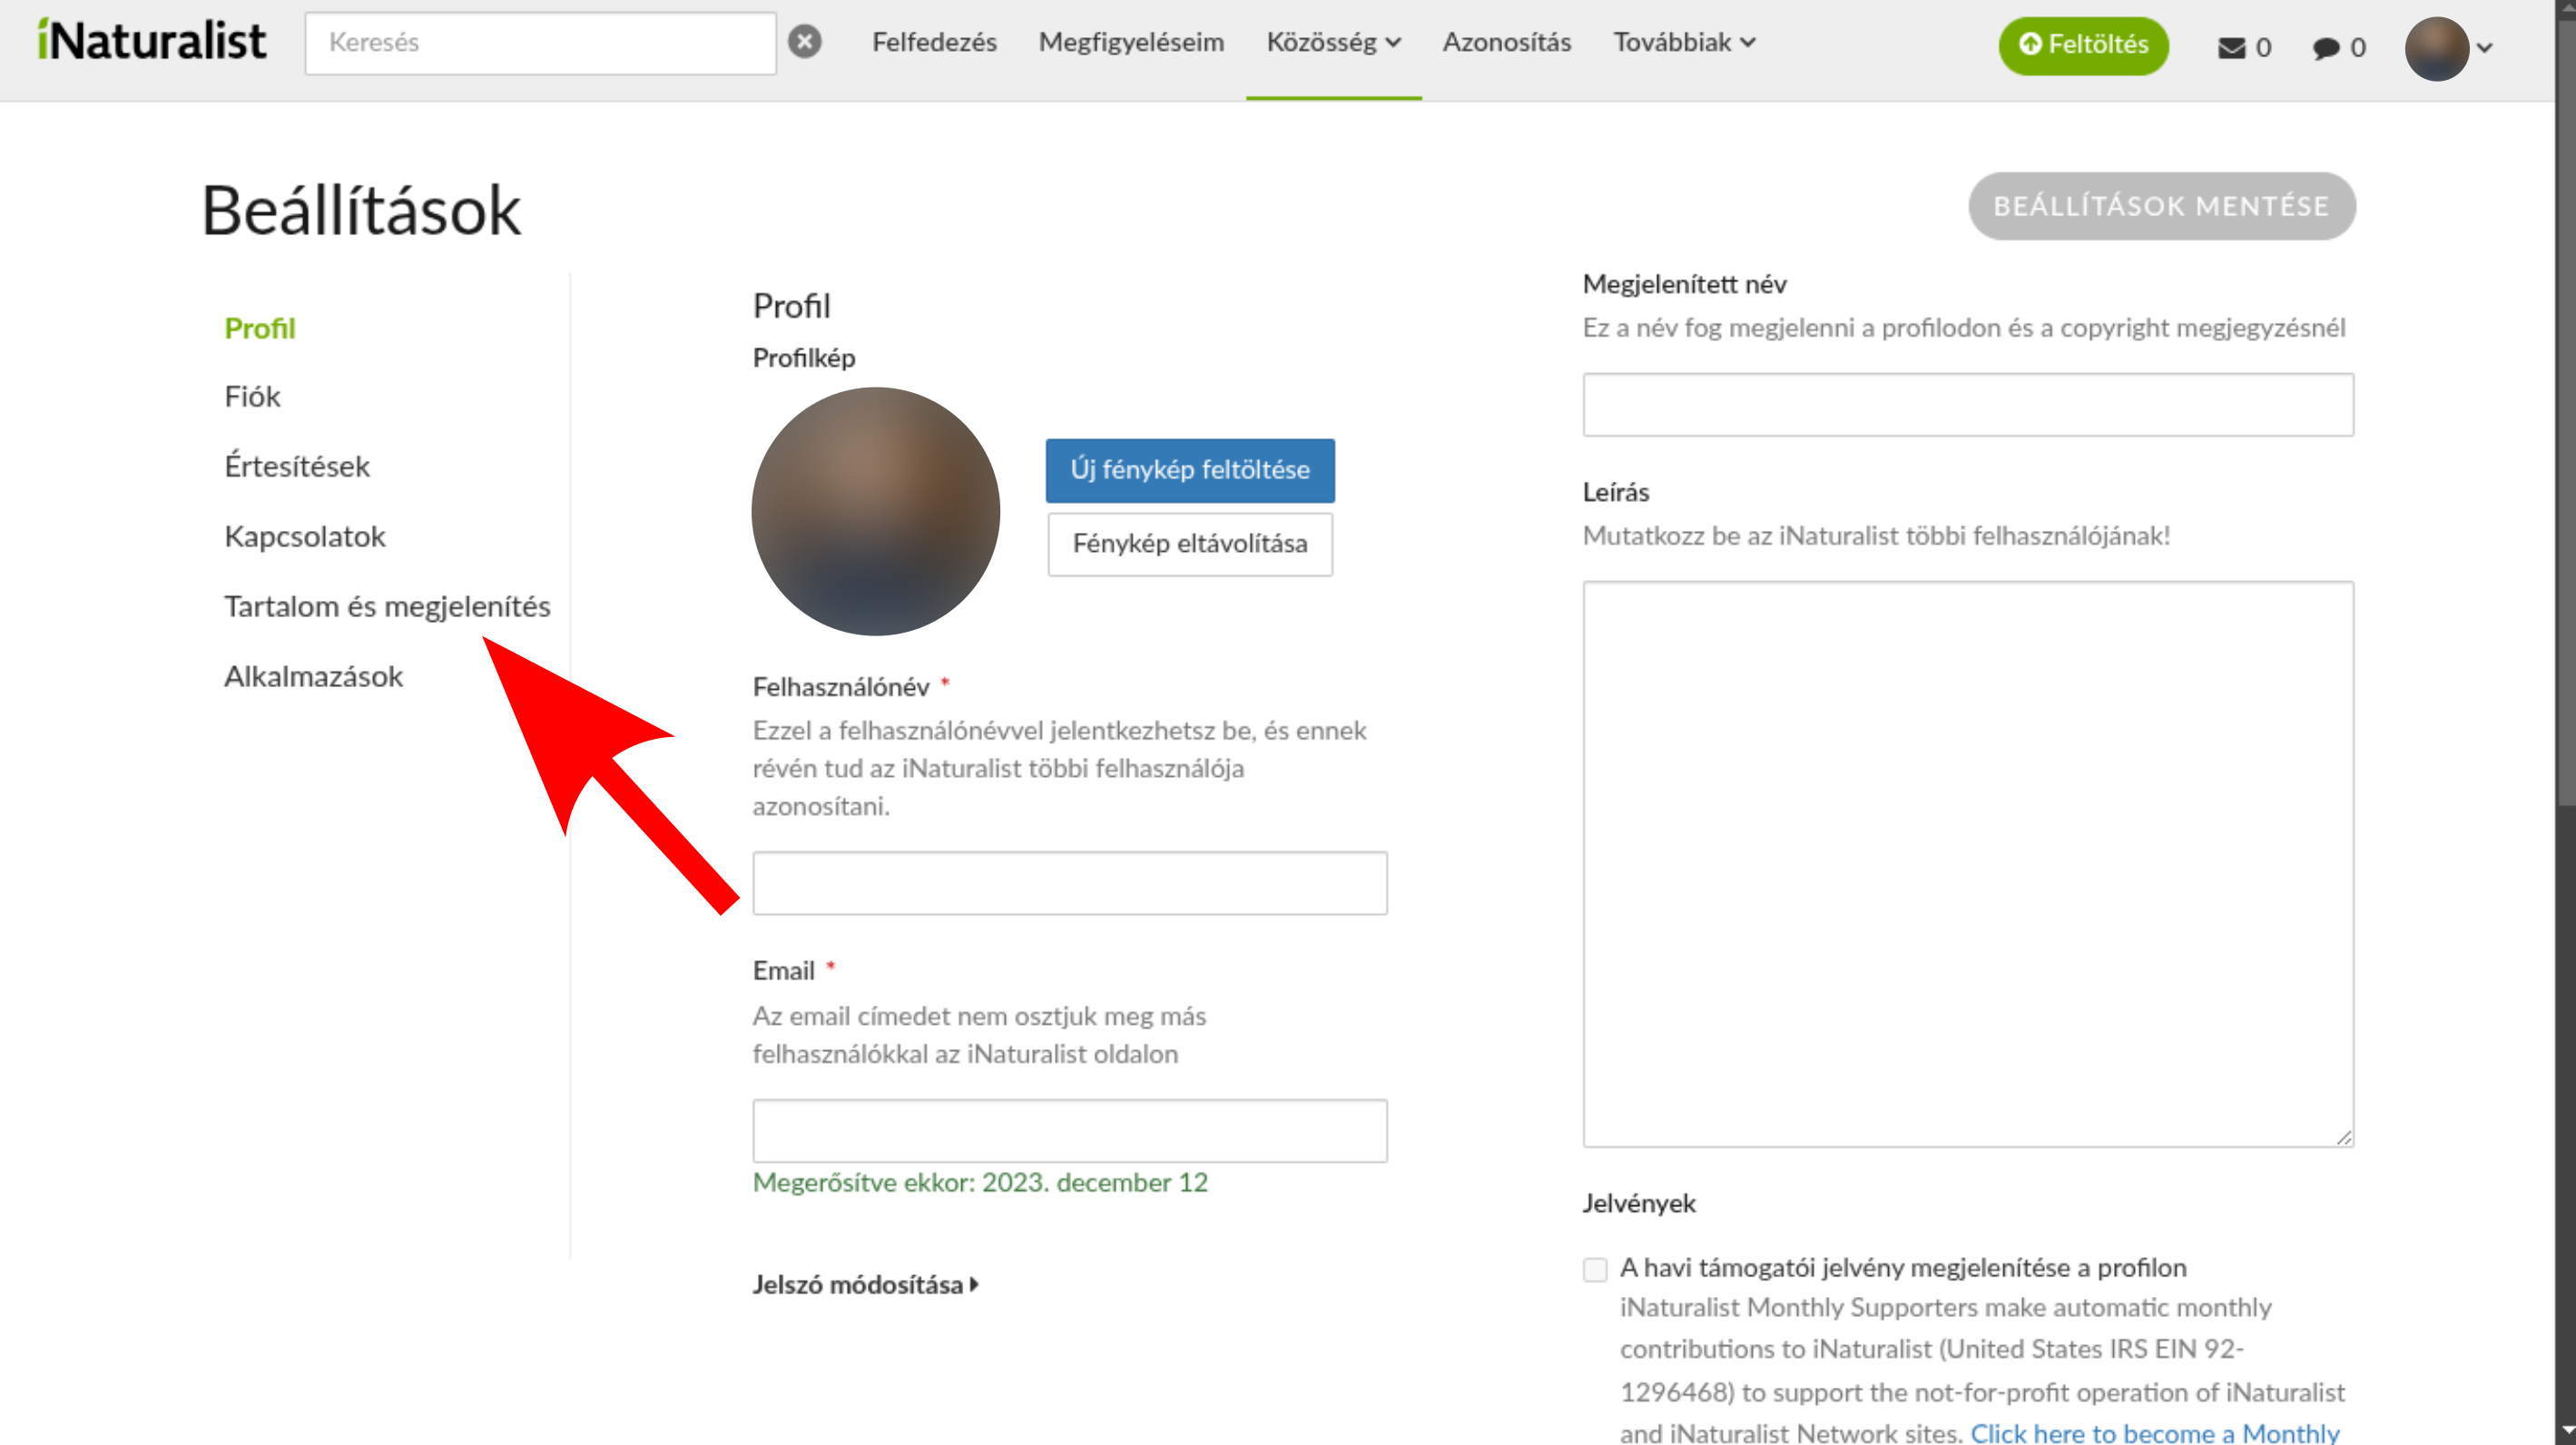 iNaturalist
Keresés
Felfedezés
Megfigyeléseim
Közösség
Azonosítás
Továbbiak
Feltöltés
0
0
Beállítások
BEÁLLÍTÁSOK MENTÉSE
Profil
Fiók
Értesítések
Kapcsolatok
Tartalom és megjelenítés
Alkalmazások
Profil
Profilkép
Új fénykép feltöltése
Fénykép eltávolítása
Felhasználónév *
Ezzel a felhasználónévvel jelentkezhetsz be, és ennek
révén tud az iNaturalist többi felhasználója
azonosítani.
Email *
Az email címedet nem osztjuk meg más
felhasználókkal az iNaturalist oldalon
Megerősítve ekkor: 2023. december 12
Jelszó módosítása
Megjelenített név
Ez a név fog megjelenni a profilodon és a copyright megjegyzésnél
Leírás
Mutatkozz be az iNaturalist többi felhasználójának!
Jelvények
A havi támogatói jelvény megjelenítése a profilon
iNaturalist Monthly Supporters make automatic monthly
contributions to iNaturalist (United States IRS EIN 92-
1296468) to support the not-for-profit operation of iNaturalist
and iNaturalist Network sites. Click here to become a Monthly